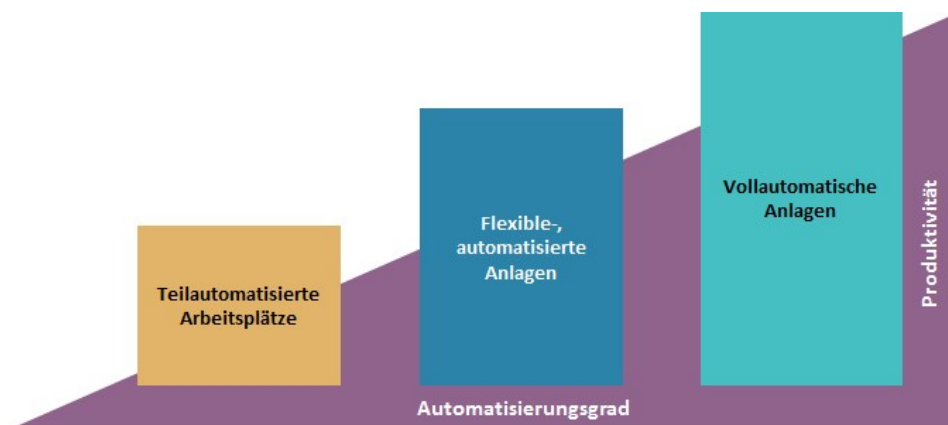 Teilautomatisierte
Arbeitsplätze
Flexible-,
automatisierte
Anlagen
Vollautomatische
Anlagen
Produktivität
Automatisierungsgrad